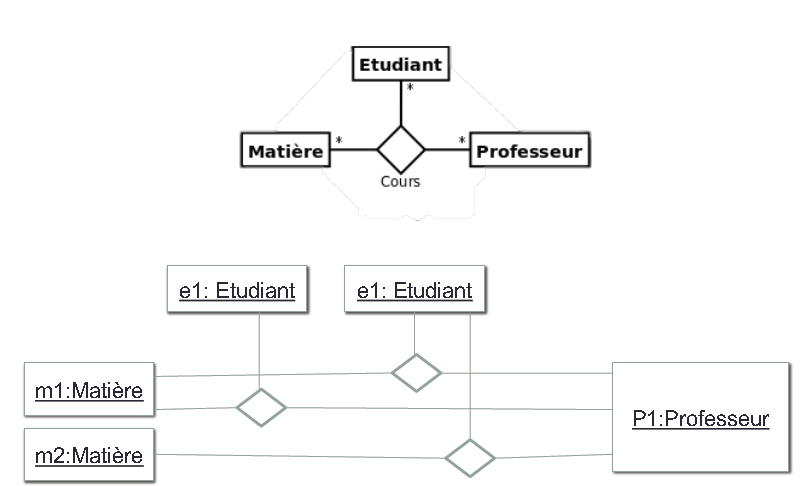 Etudiant
*
Matière
*
*
Professeur
Cours
e1: Etudiant
e1: Etudiant
m1:Matière
P1:Professeur
m2:Matière